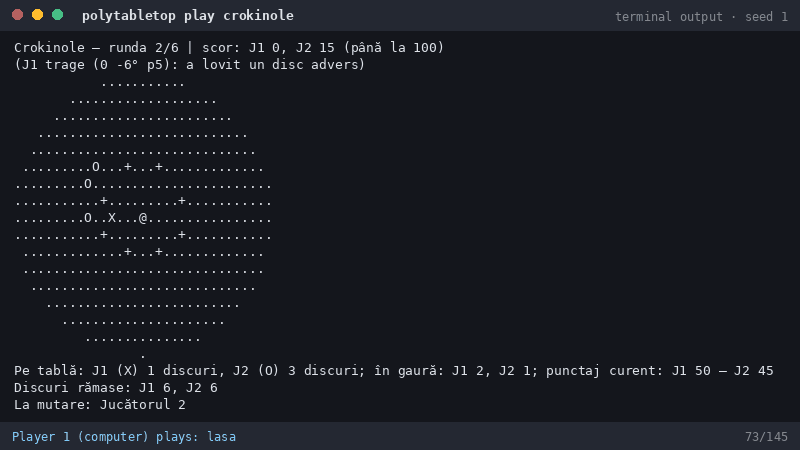 polytabletop play crokinole
terminal output · seed 1
Crokinole — runda 2/6 | scor: J1 0, J2 15 (până la 100)
(J1 trage (0 -6° p5): a lovit un disc advers)
           ...........
       ...................
     .......................
   ...........................
  .............................
 .........O...+...+.............
.........O.......................
...........+.........+...........
.........O..X...@................
...........+.........+...........
 .............+...+.............
 ...............................
  .............................
    .........................
      .....................
         ...............
                .
Pe tablă: J1 (X) 1 discuri, J2 (O) 3 discuri; în gaură: J1 2, J2 1; punctaj curent: J1 50 — J2 45
Discuri rămase: J1 6, J2 6
La mutare: Jucătorul 2
Player 1 (computer) plays: lasa
73/145